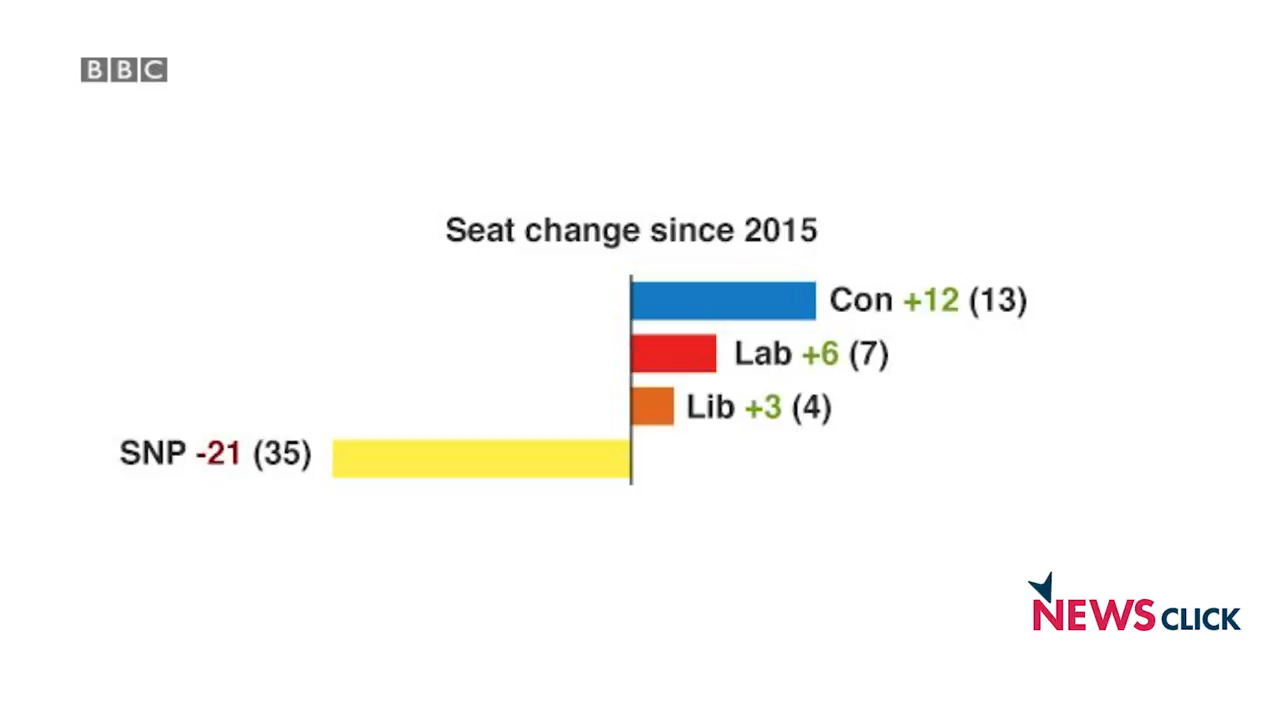 BBC
Seat change since 2015
Con +12 (13)
Lab +6 (7)
Lib +3 (4)
SNP -21 (35)
NEWS CLICK